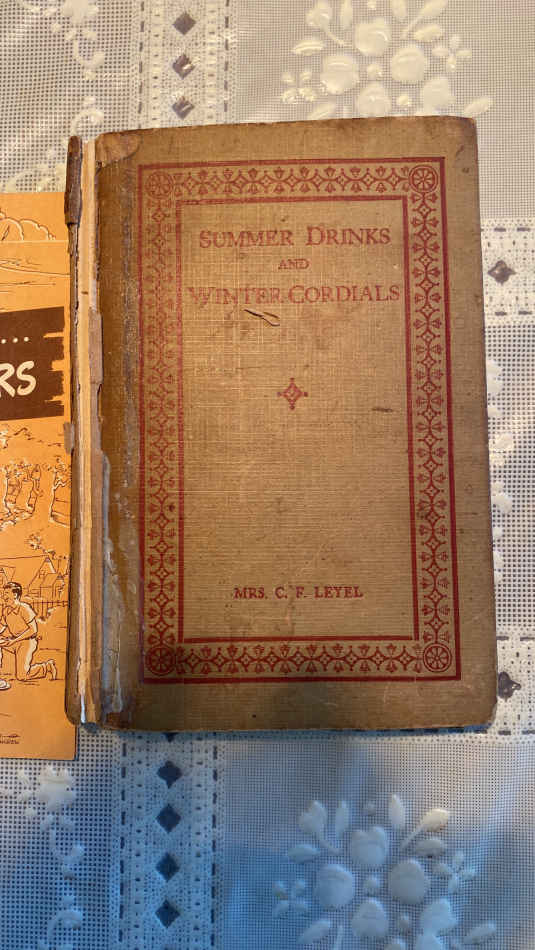 SUMMER DRINKS
AND
WINTER CORDIALS
MRS. C. F. LEYEL
....
RS